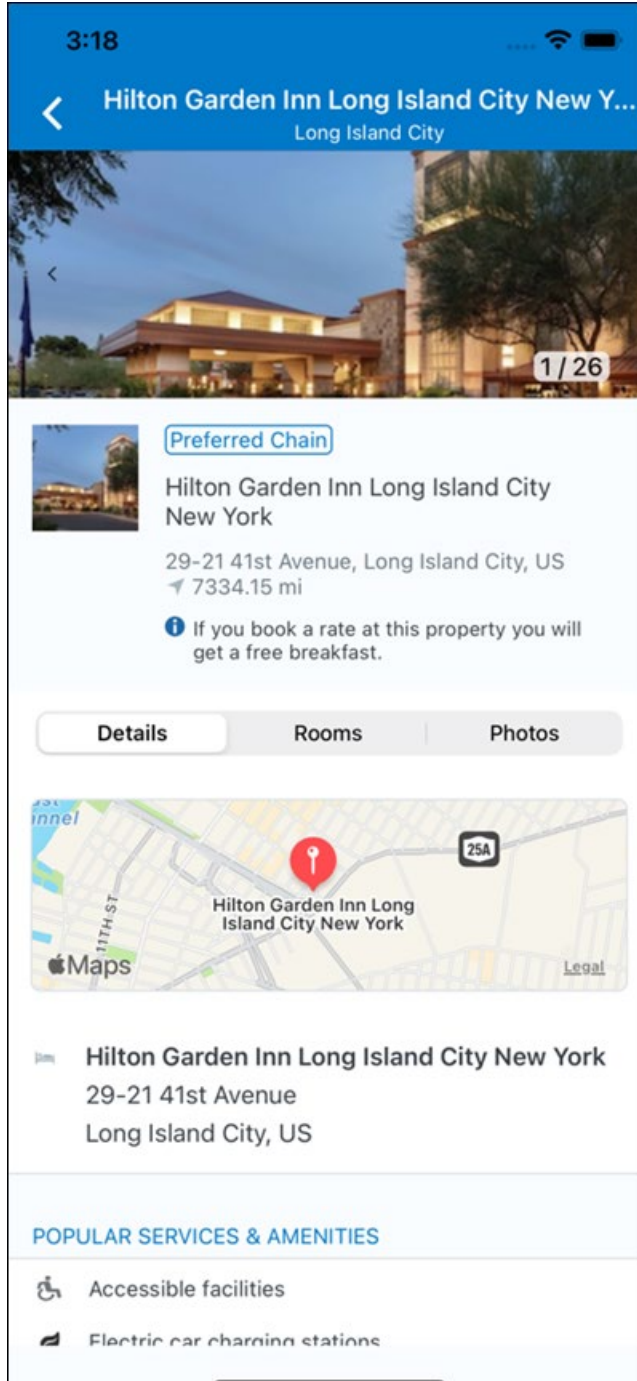 3:18
Hilton Garden Inn Long Island City New Y...
Long Island City
1 / 26
Preferred Chain
Hilton Garden Inn Long Island City
New York
29-21 41st Avenue, Long Island City, US
7334.15 mi
If you book a rate at this property you will
get a free breakfast.
Details Rooms Photos
nnel
25A
11TH ST
Hilton Garden Inn Long
Island City New York
Maps
Legal
Hilton Garden Inn Long Island City New York
29-21 41st Avenue
Long Island City, US
POPULAR SERVICES & AMENITIES
Accessible facilities
Electric car charging stations